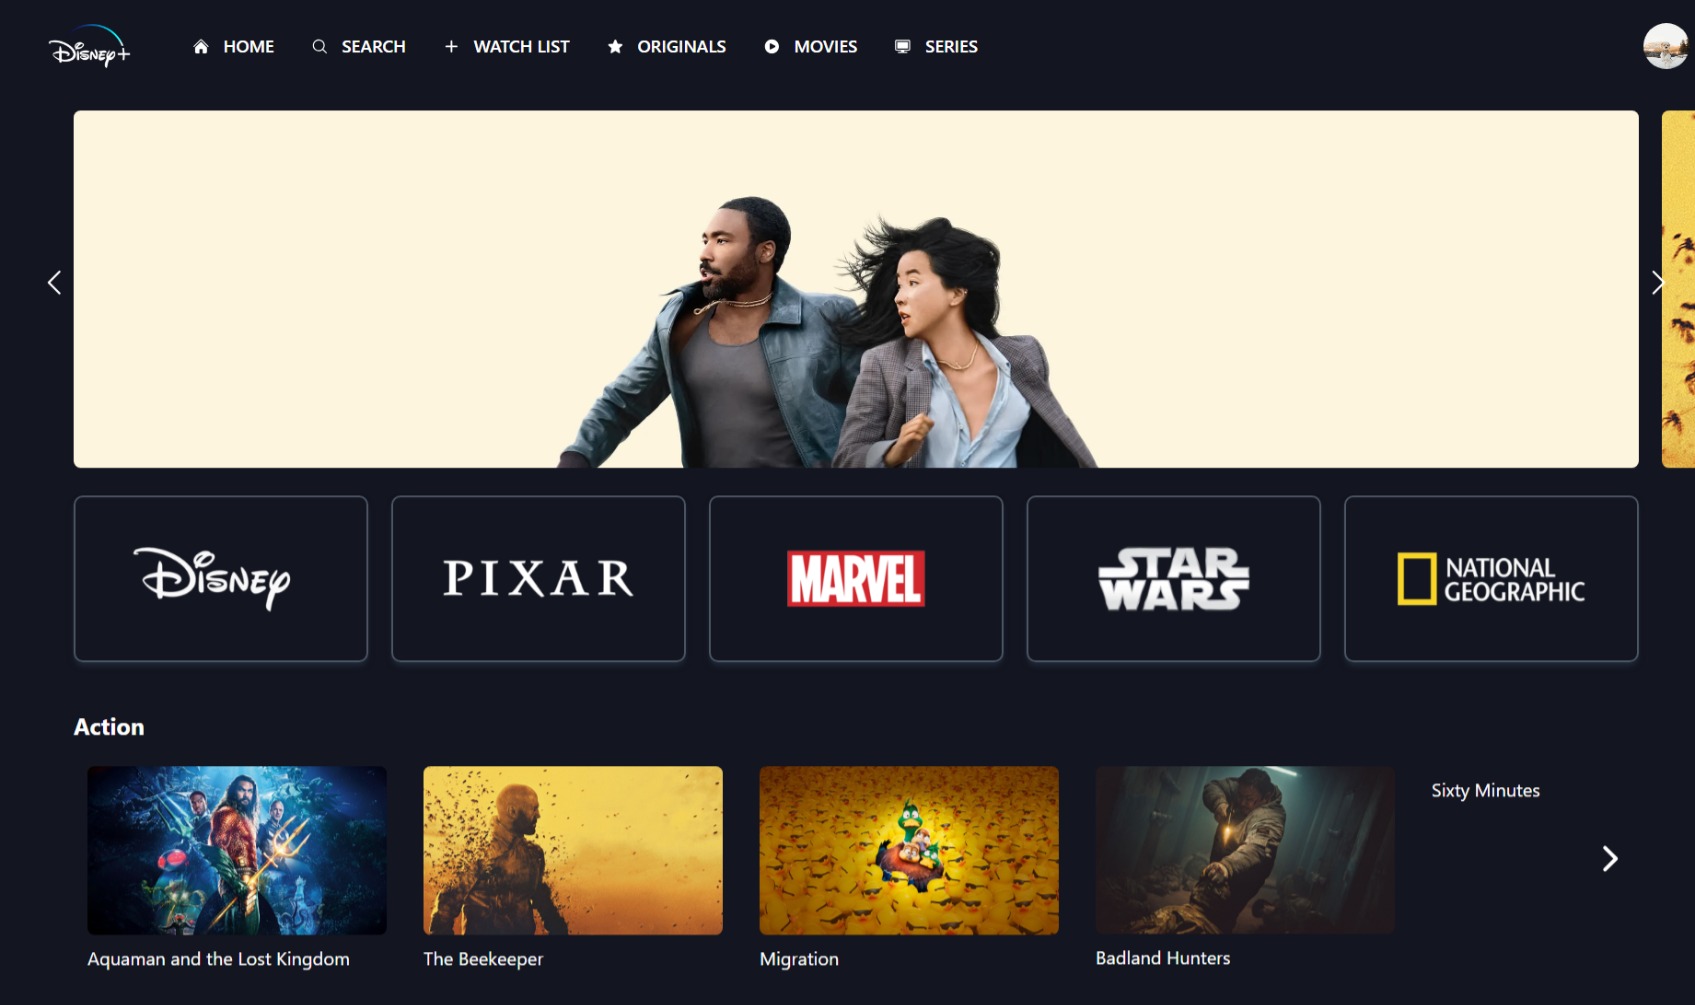 Disney+
HOME
SEARCH
WATCH LIST
ORIGINALS
MOVIES
SERIES
Disney
PIXAR
MARVEL
STAR
WARS
NATIONAL
GEOGRAPHIC
Action
Aquaman and the Lost Kingdom
The Beekeeper
Migration
Badland Hunters
Sixty Minutes